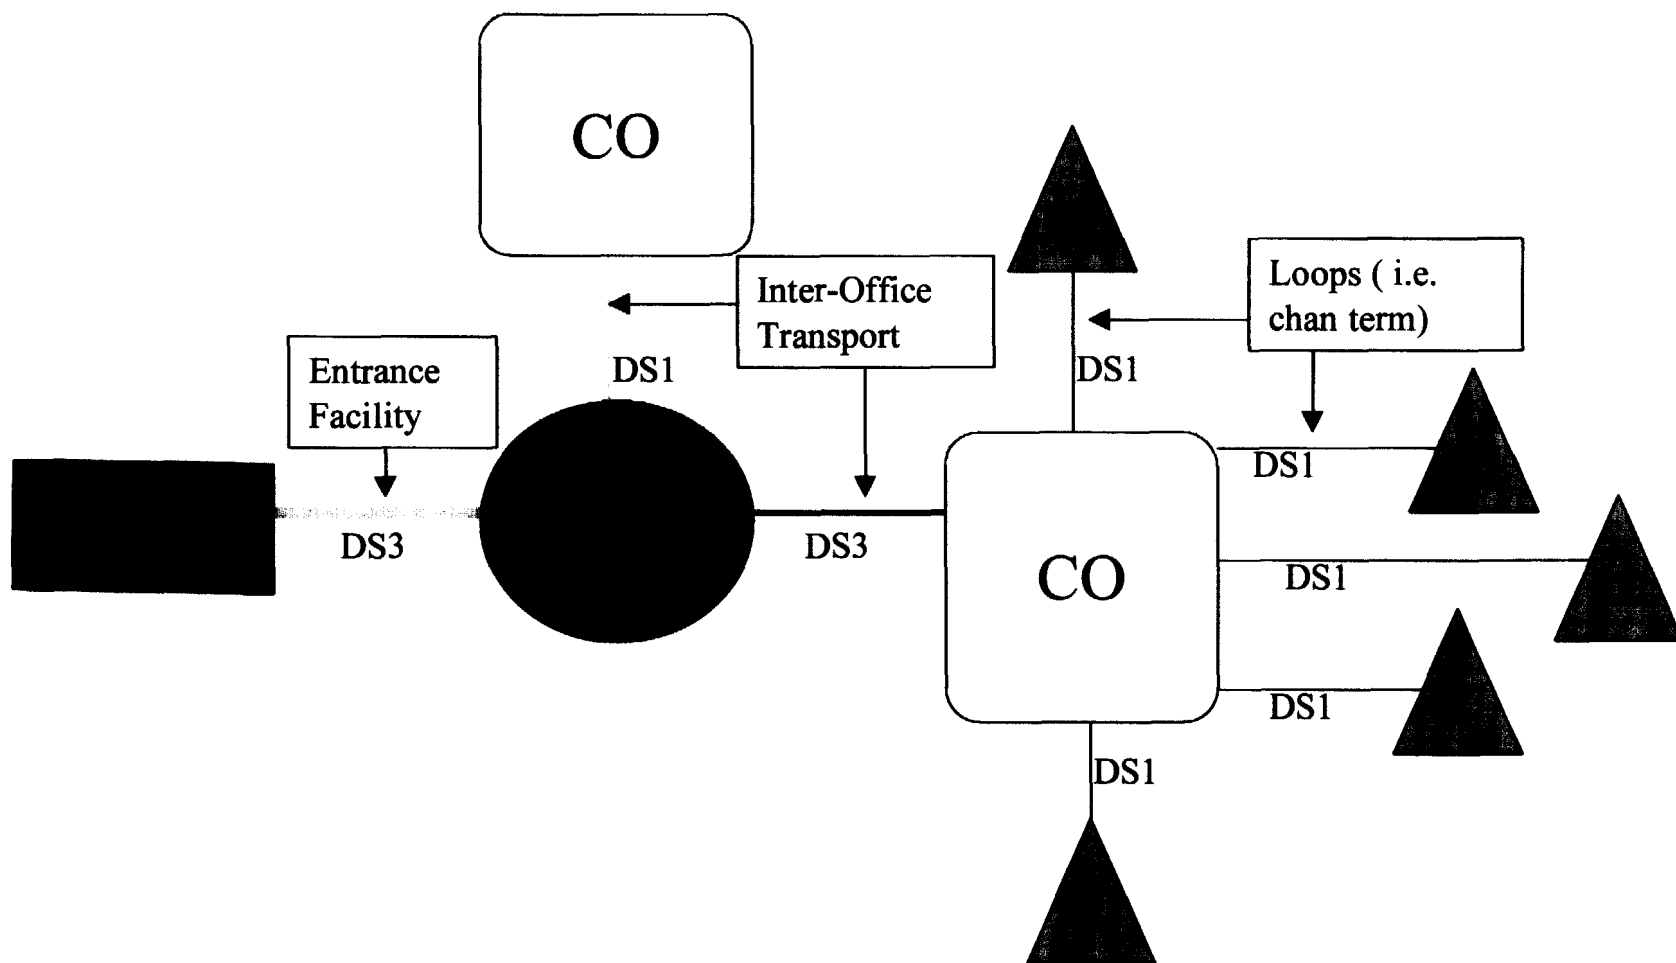 CO
Inter-Office
Transport
Loops ( i.e.
chan term)
Entrance
Facility
DS1
DS1
DS1
DS3
DS3
CO
DS1
DS1
DS1